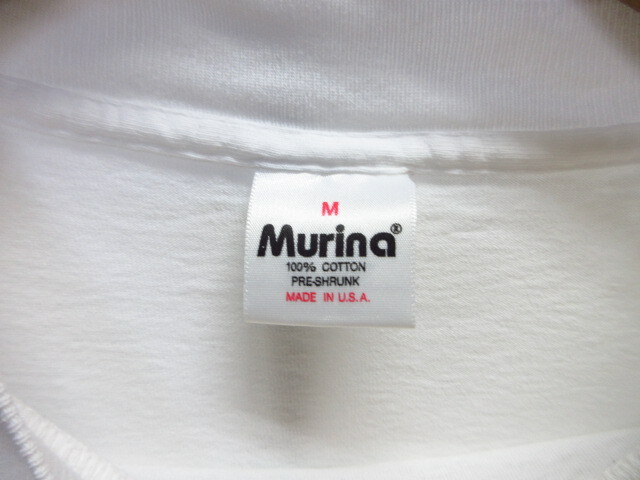 M
Murina®
100% COTTON
PRE-SHRUNK
MADE IN U.S.A.